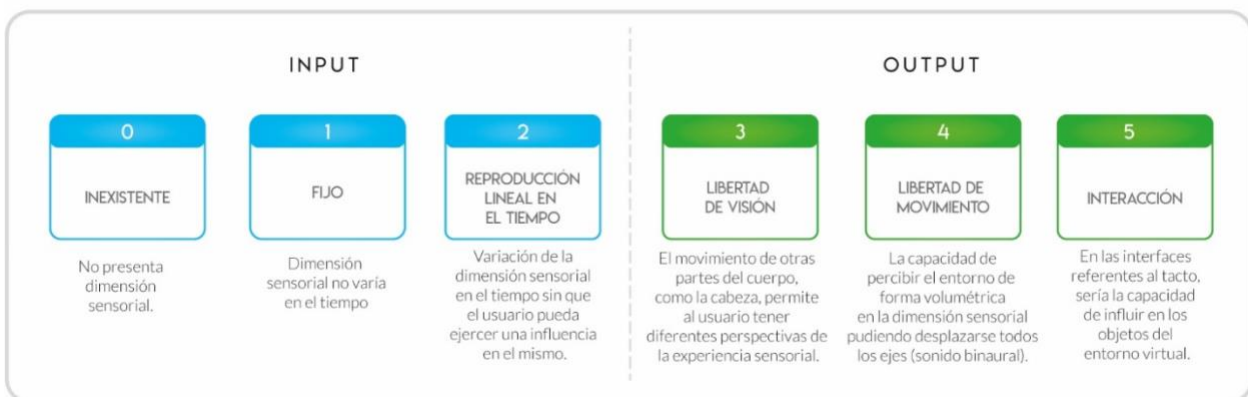 INPUT
0
INEXISTENTE
No presenta
dimensión
sensorial.
1
FIJO
Dimensión
sensorial no varía
en el tiempo
2
REPRODUCCIÓN
LINEAL EN
EL TIEMPO
Variación de la
dimensión sensorial
en el tiempo sin que
el usuario pueda
ejercer una influencia
en el mismo.
OUTPUT
3
LIBERTAD
DE VISIÓN
El movimiento de otras
partes del cuerpo,
como la cabeza, permite
al usuario tener
diferentes perspectivas de
la experiencia sensorial.
4
LIBERTAD DE
MOVIMIENTO
La capacidad de
percibir el entorno de
forma volumétrica
en la dimensión sensorial
pudiendo desplazarse todos
los ejes (sonido binaural).
5
INTERACCIÓN
En las interfaces
referentes al tacto,
sería la capacidad
de influir en los
objetos del
entorno virtual.